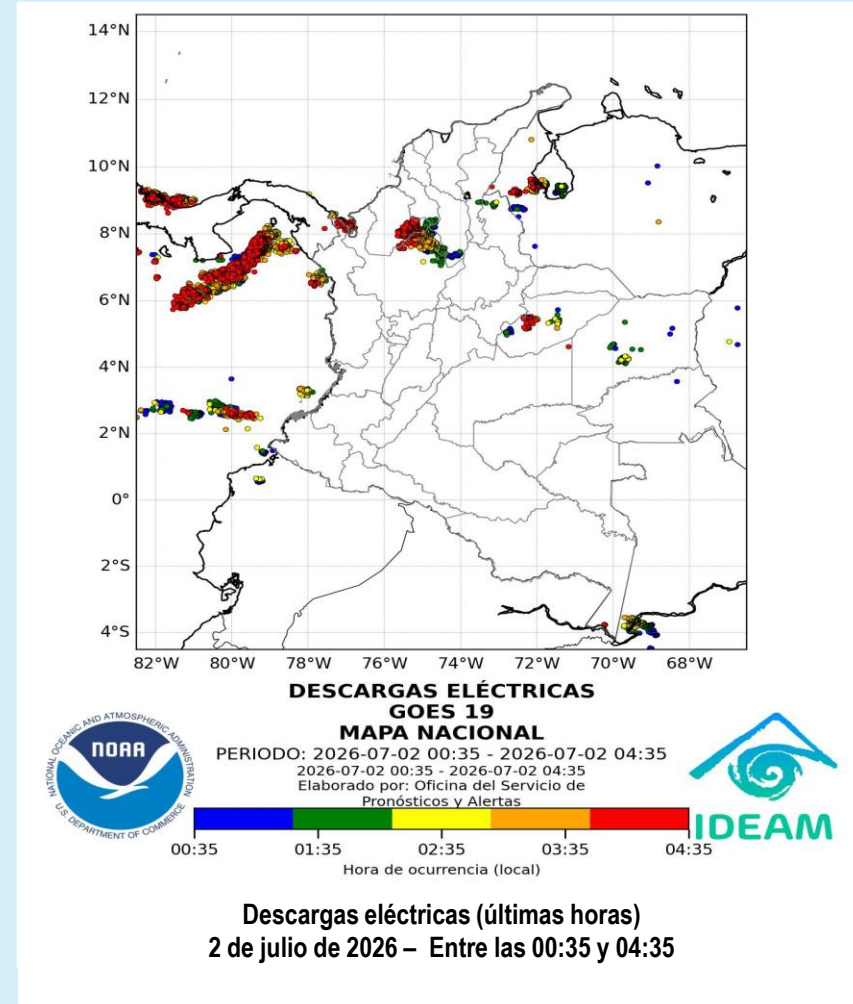 14°N
12°N
10°N
8°N
6°N
4°N
2°N
0°
2°S
4°S
82°W 80°W 78°W 76°W 74°W 72°W 70°W 68°W
DESCARGAS ELÉCTRICAS
GOES 19
MAPA NACIONAL
PERIODO: 2026-07-02 00:35 - 2026-07-02 04:35
2026-07-02 00:35 - 2026-07-02 04:35
Elaborado por: Oficina del Servicio de
Pronósticos y Alertas
NATIONAL OCEANIC AND ATMOSPHERIC ADMINISTRATION
NOAA
U.S. DEPARTMENT OF COMMERCE
IDEAM
00:35 01:35 02:35 03:35 04:35
Hora de ocurrencia (local)
Descargas eléctricas (últimas horas)
2 de julio de 2026 – Entre las 00:35 y 04:35